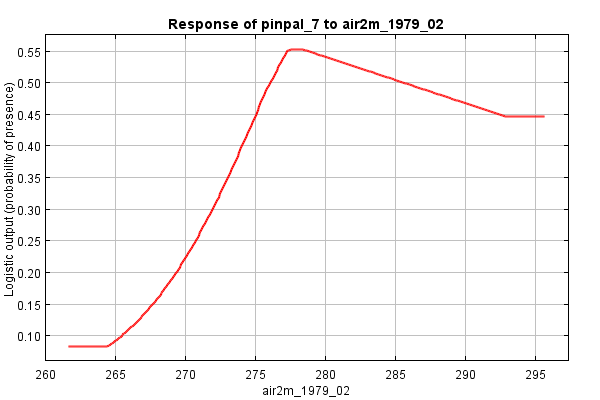 Response of pinpal_7 to air2m_1979_02
Logistic output (probability of presence)
0.55
0.50
0.45
0.40
0.35
0.30
0.25
0.20
0.15
0.10
260 265 270 275 280 285 290 295
air2m_1979_02